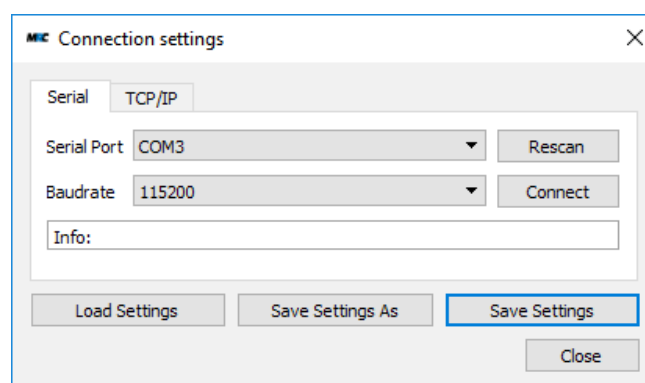 MRC Connection settings
Serial TCP/IP
Serial Port COM3 Rescan
Baudrate 115200 Connect
Info:
Load Settings Save Settings As Save Settings
Close